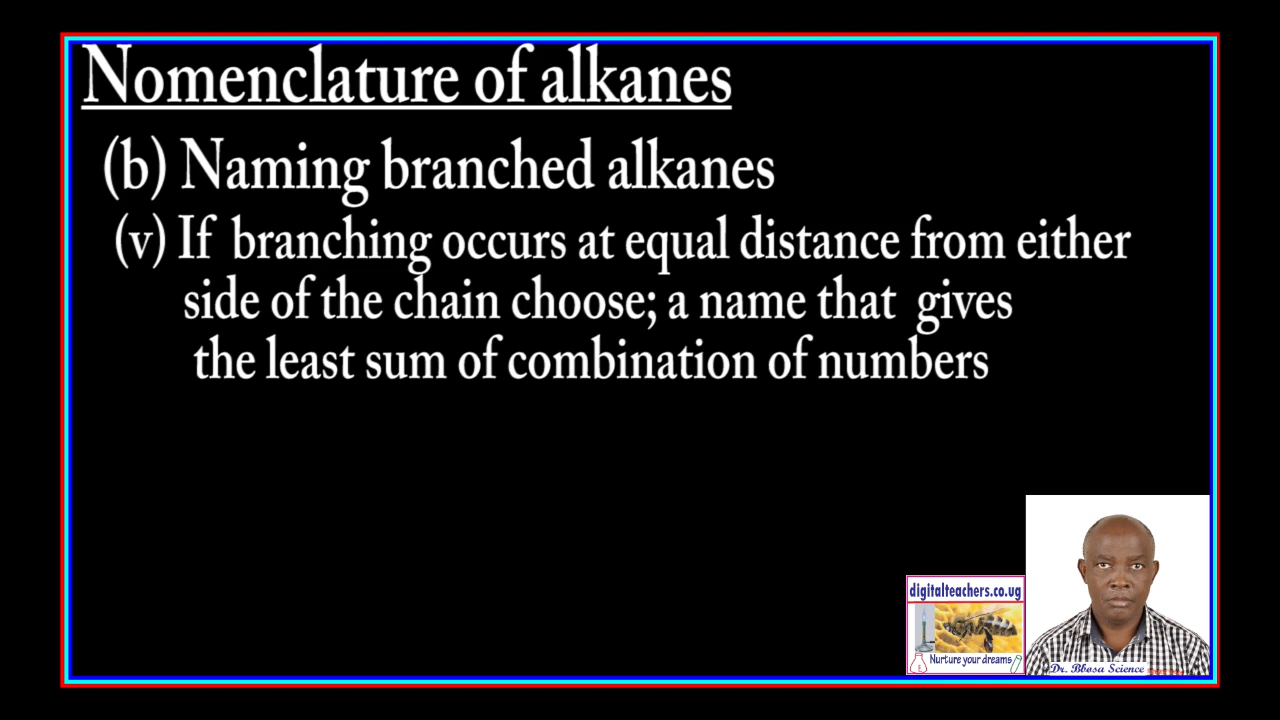 Nomenclature of alkanes
(b) Naming branched alkanes
(v) If branching occurs at equal distance from either
side of the chain choose; a name that gives
the least sum of combination of numbers
digitalteachers.co.ug
Nurture your dreams
Dr. Bbosa Science